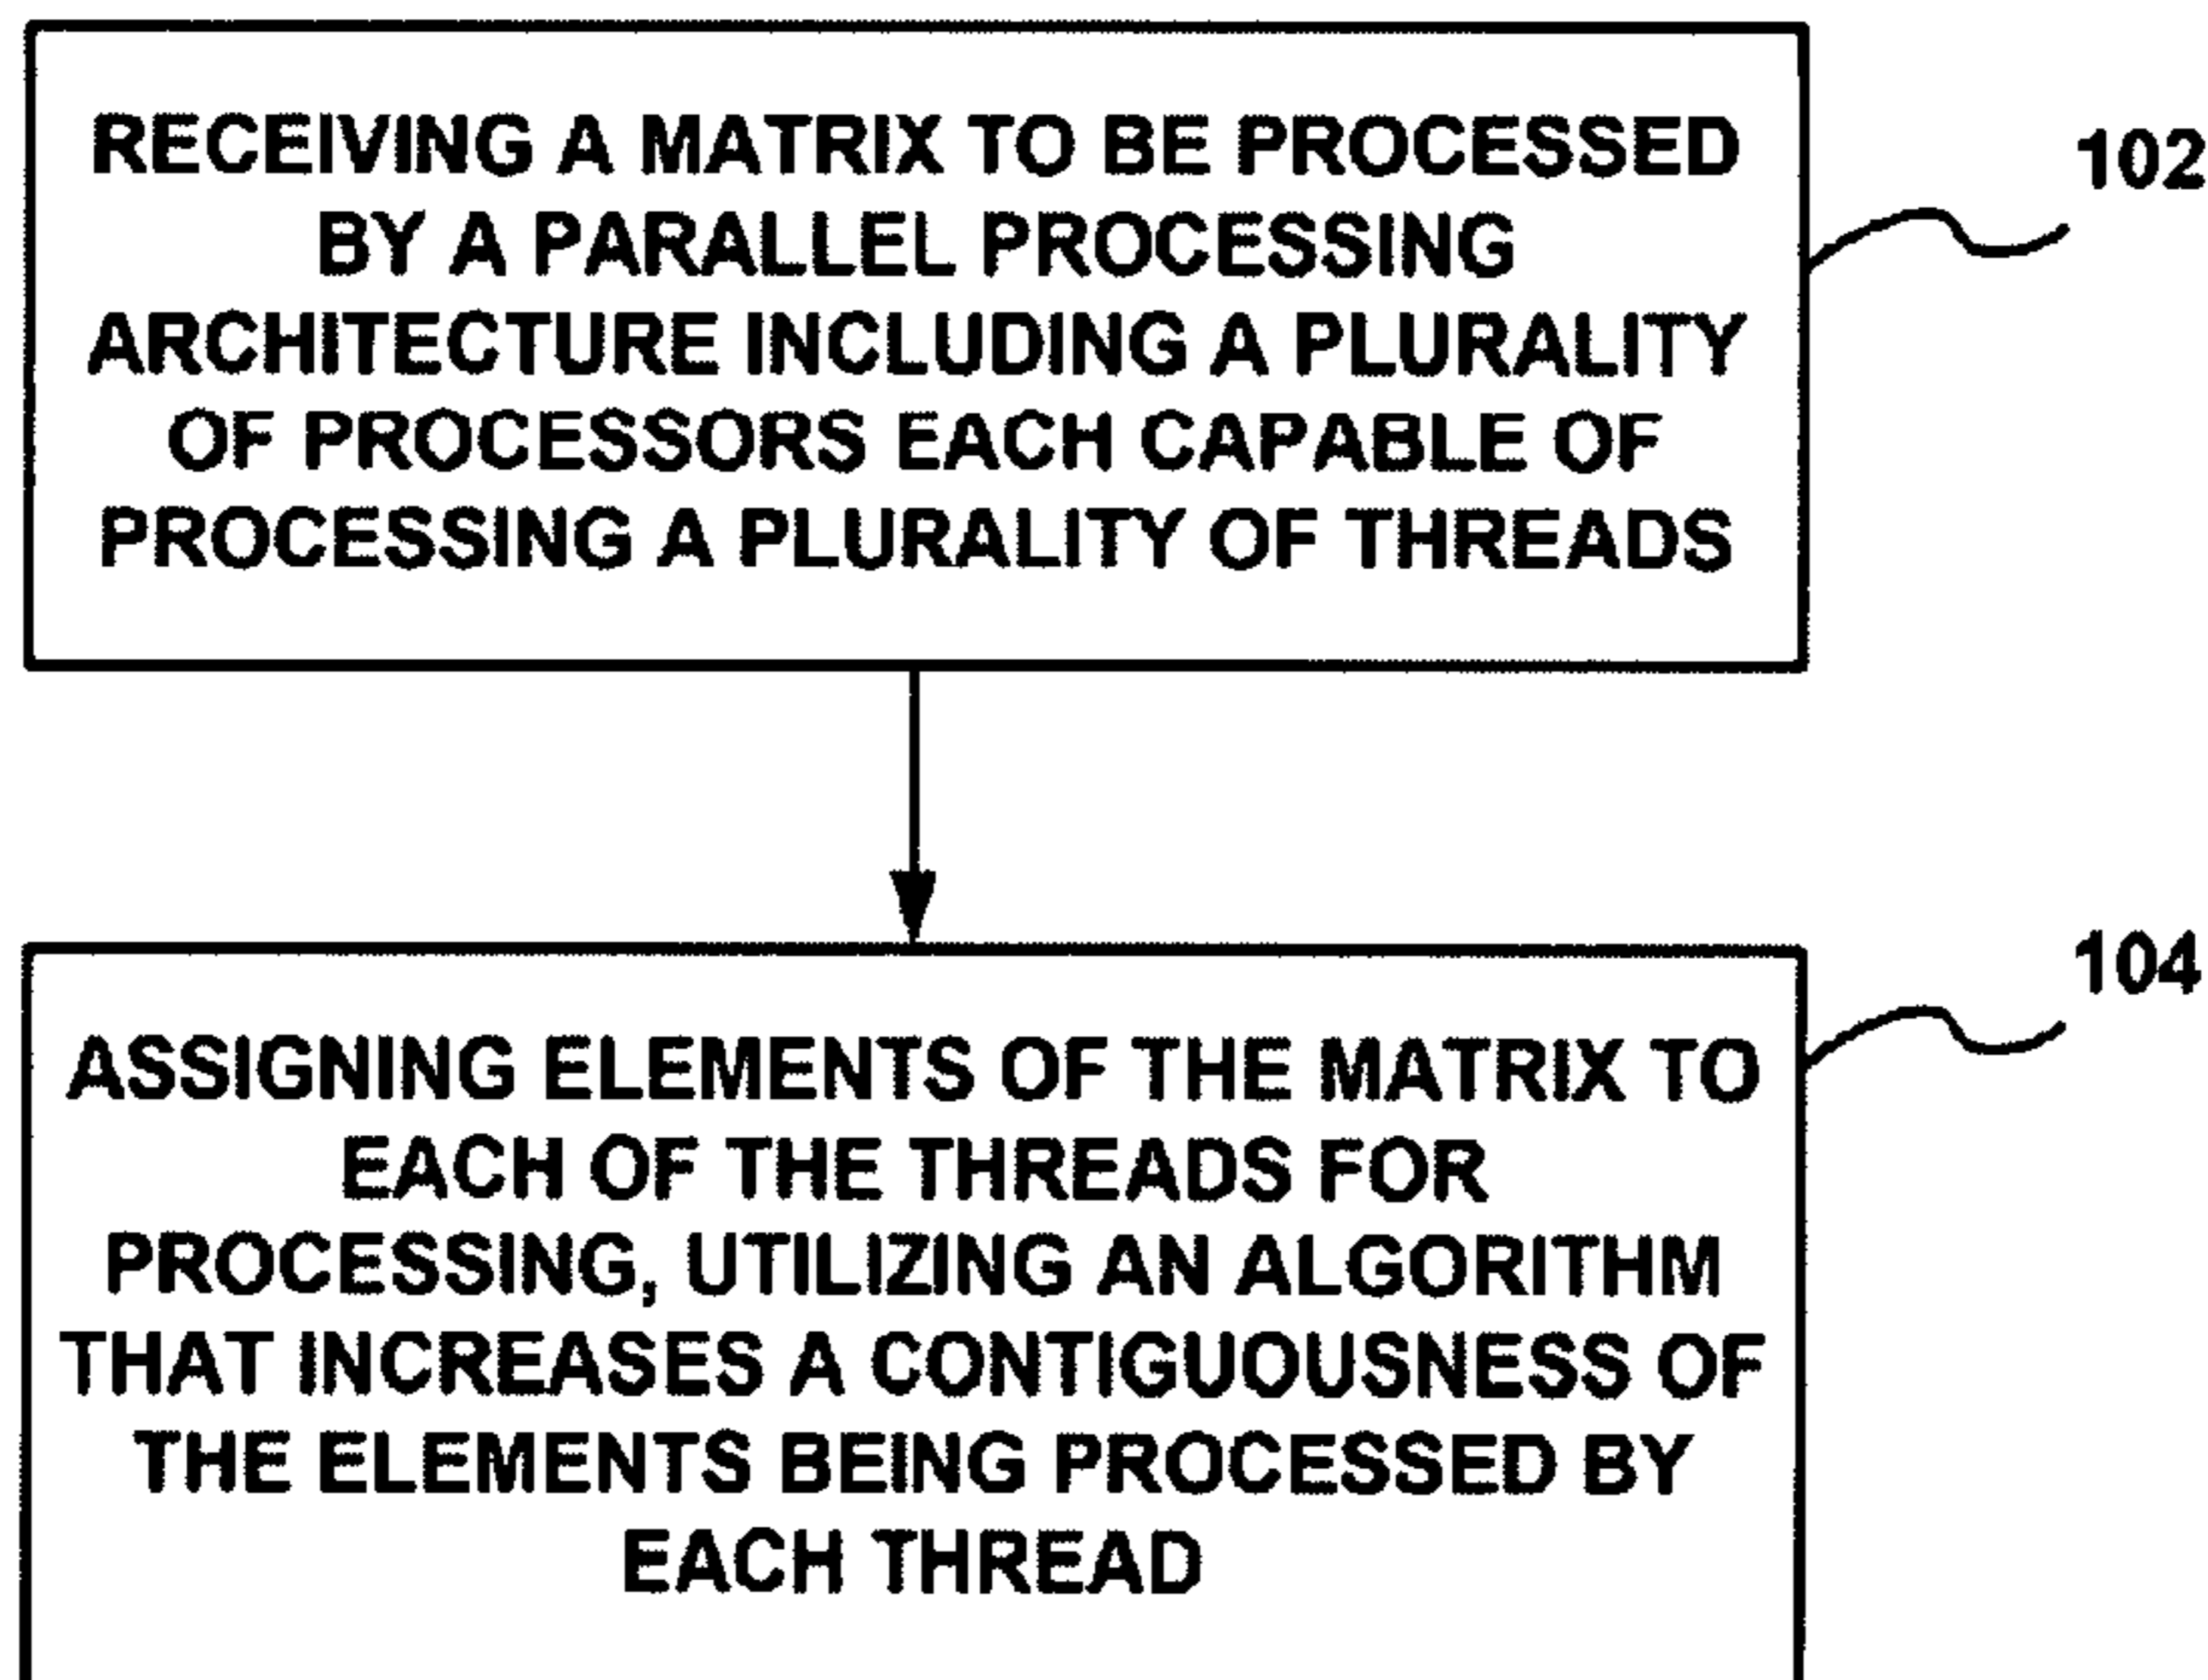 RECEIVING A MATRIX TO BE PROCESSED
BY A PARALLEL PROCESSING
ARCHITECTURE INCLUDING A PLURALITY
OF PROCESSORS EACH CAPABLE OF
PROCESSING A PLURALITY OF THREADS
102
104
ASSIGNING ELEMENTS OF THE MATRIX TO
EACH OF THE THREADS FOR
PROCESSING, UTILIZING AN ALGORITHM
THAT INCREASES A CONTIGUOUSNESS OF
THE ELEMENTS BEING PROCESSED BY
EACH THREAD